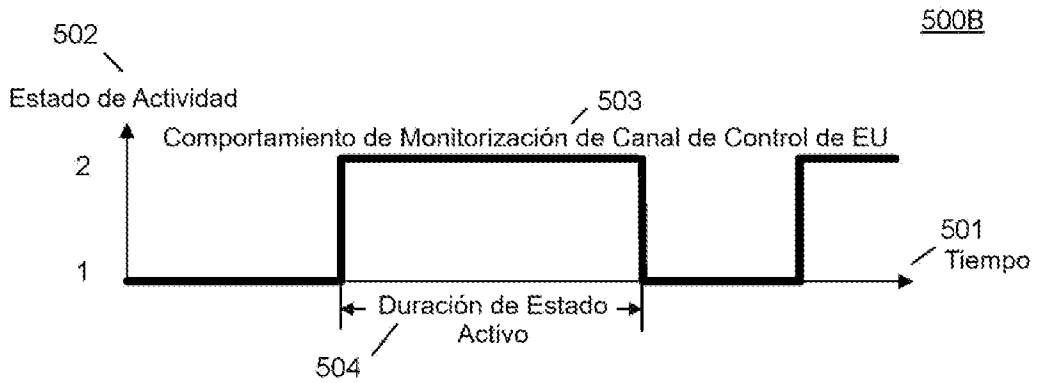 500B
502
Estado de Actividad
503
Comportamiento de Monitorización de Canal de Control de EU
2
1
501
Tiempo
Duración de Estado
Activo
504